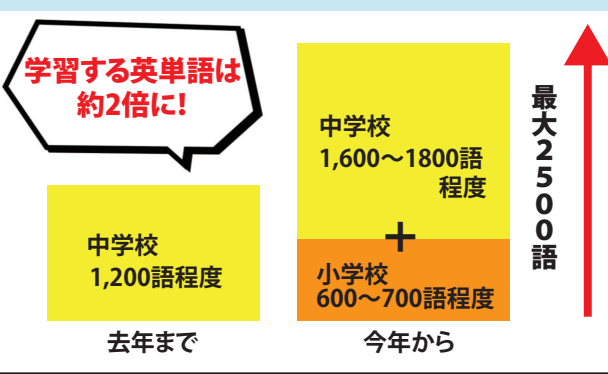 学習する英単語は
約2倍に!
中学校
1,200語程度
去年まで
中学校
1,600～1800語
程度
+
小学校
600～700語程度
今年から
最大2500語